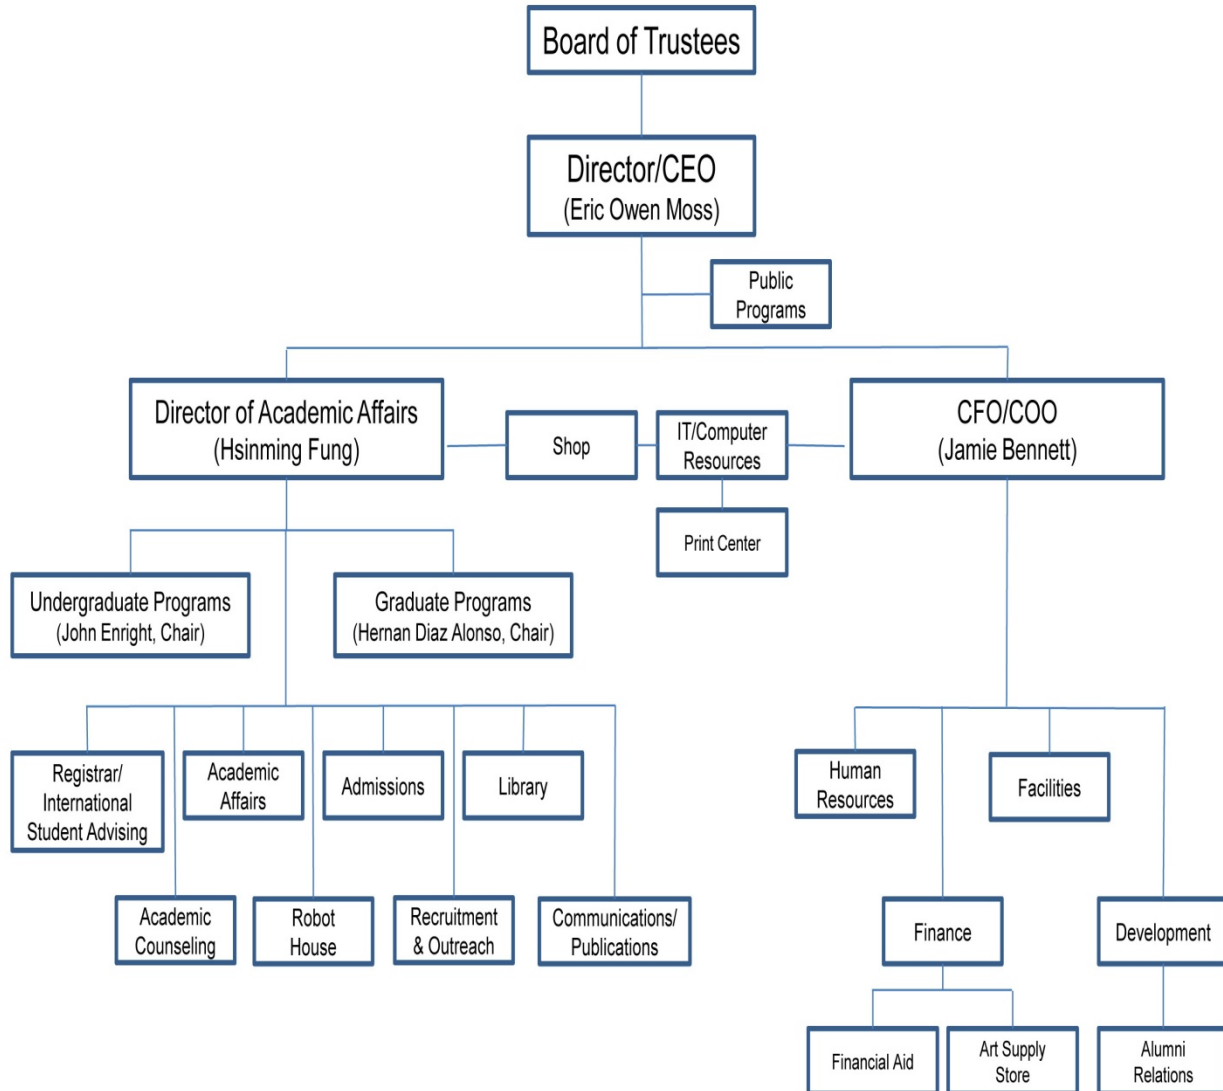 Board of Trustees
Director/CEO
(Eric Owen Moss)
Public
Programs
Director of Academic Affairs
(Hsinming Fung)
Shop
IT/Computer
Resources
CFO/COO
(Jamie Bennett)
Print Center
Undergraduate Programs
(John Enright, Chair)
Graduate Programs
(Hernan Diaz Alonso, Chair)
Registrar/
International
Student Advising
Academic
Affairs
Admissions
Library
Human
Resources
Facilities
Academic
Counseling
Robot
House
Recruitment
& Outreach
Communications/
Publications
Finance
Development
Financial Aid
Art Supply
Store
Alumni
Relations